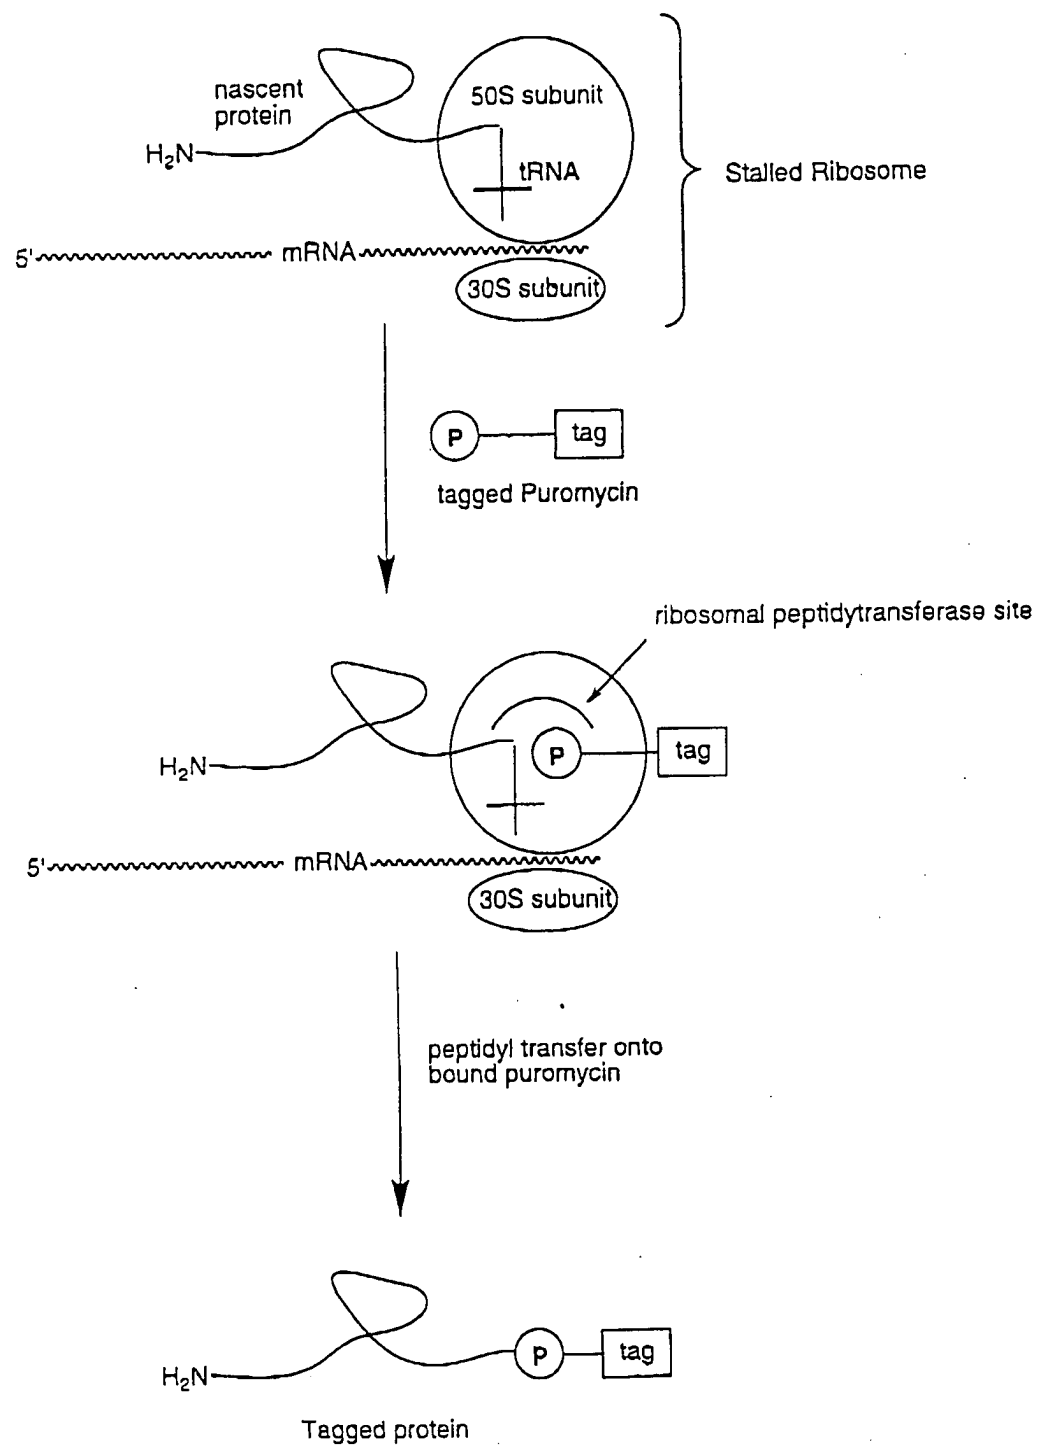 nascent
protein
50S subunit
H₂N
tRNA
Stalled Ribosome
5'
mRNA
30S subunit
P
tag
tagged Puromycin
ribosomal peptidytransferase site
P
tag
H₂N
5'
mRNA
30S subunit
peptidyl transfer onto
bound puromycin
P
tag
H₂N
Tagged protein